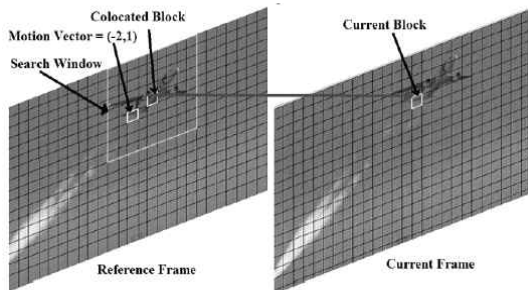 Colocated Block
Motion Vector = (-2,1)
Search Window
Current Block
Reference Frame
Current Frame